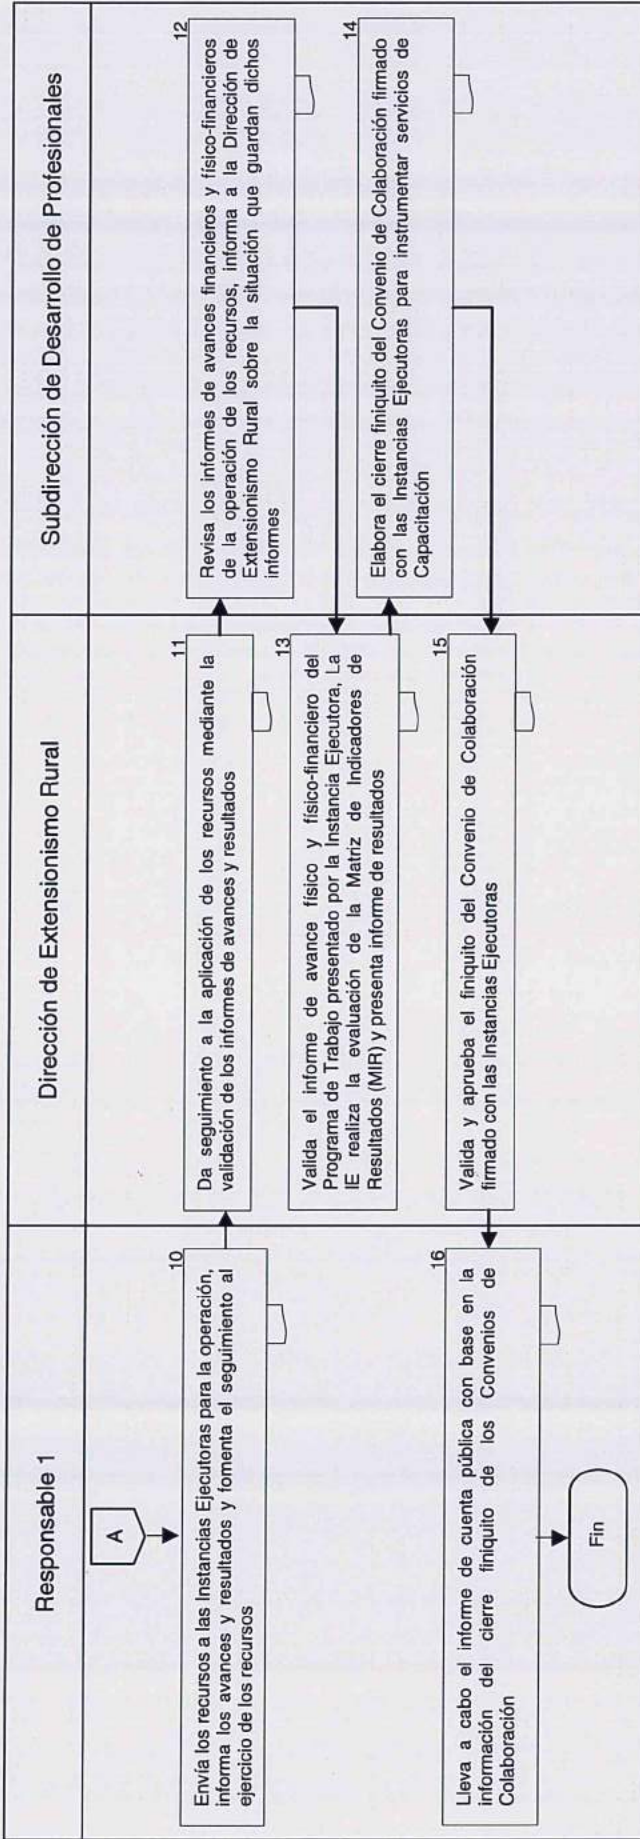 Responsable 1
Dirección de Extensionismo Rural
Subdirección de Desarrollo de Profesionales
A
10
Envía los recursos a las Instancias Ejecutoras para la operación,
informa los avances y resultados y fomenta el seguimiento al
ejercicio de los recursos
11
Da seguimiento a la aplicación de los recursos mediante la
validación de los informes de avances y resultados
12
Revisa los informes de avances financieros y físico-financieros
de la operación de los recursos, informa a la Dirección de
Extensionismo Rural sobre la situación que guardan dichos
informes
13
Valida el informe de avance físico y físico-financiero del
Programa de Trabajo presentado por la Instancia Ejecutora, La
IE realiza la evaluación de la Matriz de Indicadores de
Resultados (MIR) y presenta informe de resultados
14
Elabora el cierre finiquito del Convenio de Colaboración firmado
con las Instancias Ejecutoras para instrumentar servicios de
Capacitación
15
Valida y aprueba el finiquito del Convenio de Colaboración
firmado con las Instancias Ejecutoras
16
Lleva a cabo el informe de cuenta pública con base en la
información del cierre finiquito de los Convenios de
Colaboración
Fin